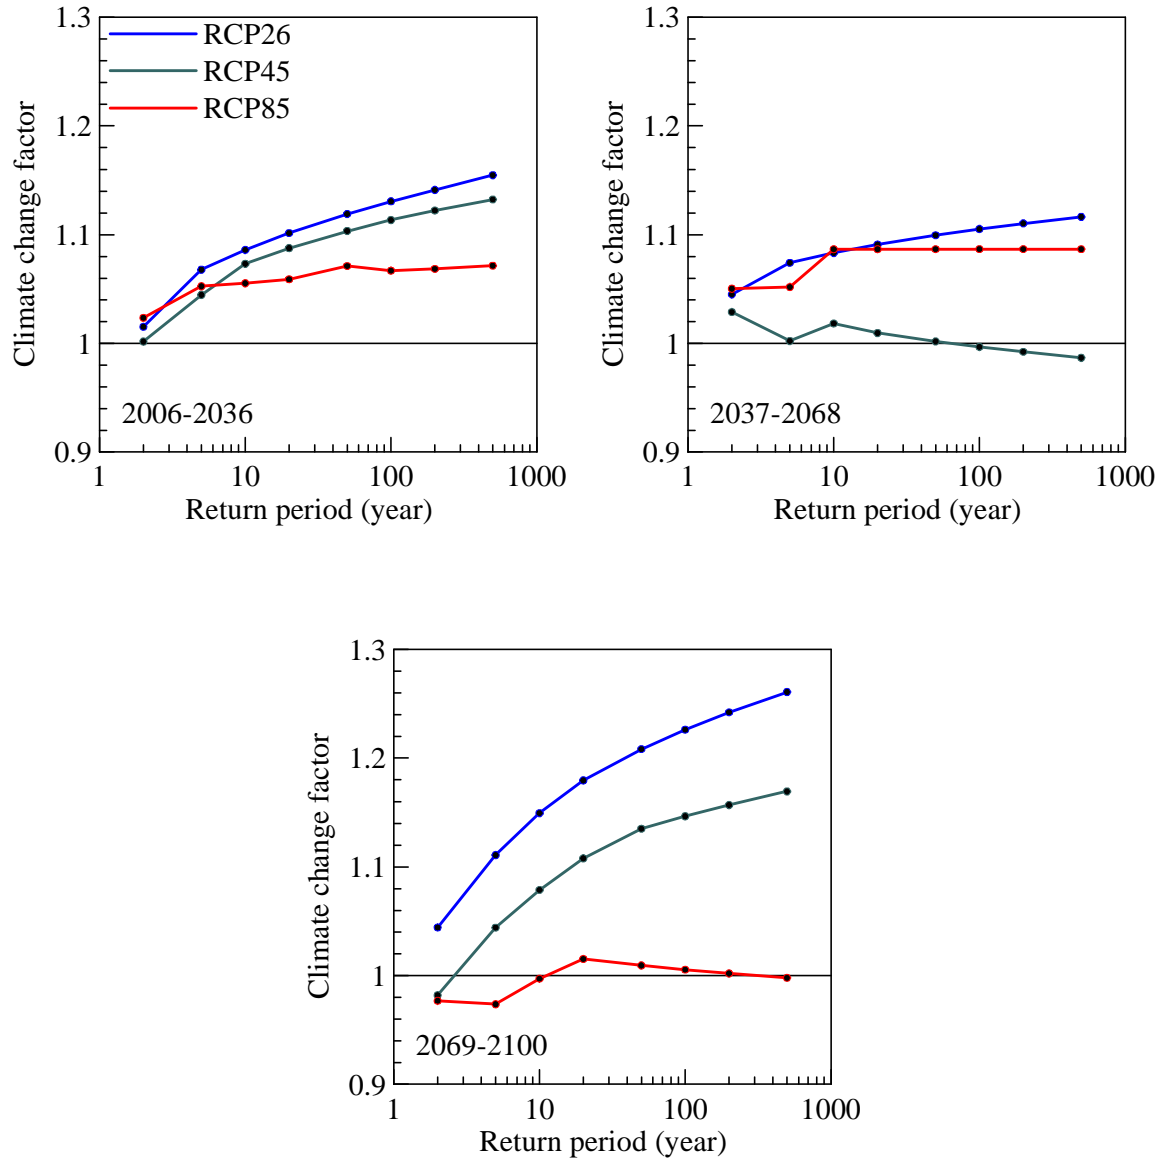 1.3
1.2
1.1
1
0.9
Climate change factor
RCP26
RCP45
RCP85
2006-2036
1 10 100 1000
Return period (year)
1.3
1.2
1.1
1
0.9
Climate change factor
2037-2068
1 10 100 1000
Return period (year)
1.3
1.2
1.1
1
0.9
Climate change factor
2069-2100
1 10 100 1000
Return period (year)